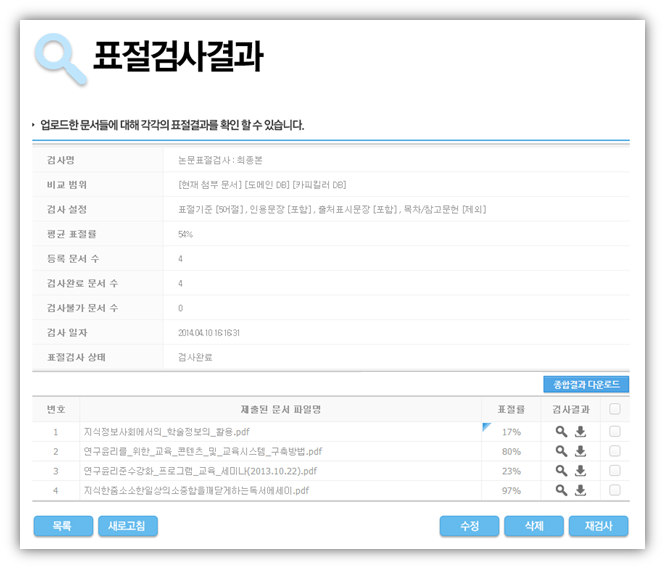 표절검사결과
업로드한 문서들에 대해 각각의 표절결과를 확인 할 수 있습니다.
검사명 논문표절검사 : 최종본
비교 범위 [현재 첨부 문서] [도메인 DB] [카피킬러 DB]
검사 설정 표절기준 [5어절] , 인용문장 [포함] , 출처표시문장 [포함] , 목차/참고문헌 [제외]
평균 표절률 54%
등록 문서 수 4
검사완료 문서 수 4
검사불가 문서 수 0
검사 일자 2014.04.10 16:16:31
표절검사 상태 검사완료
종합결과 다운로드
번호 제출된 문서 파일명 표절률 검사결과
1 지식정보사회에서의_학술정보의_활용.pdf 17%
2 연구윤리를_위한_교육_콘텐츠_및_교육시스템_구축방법.pdf 80%
3 연구윤리준수강화_프로그램_교육_세미나(2013.10.22).pdf 23%
4 지식한줌소소한일상의소중함을깨닫게하는독서에세이.pdf 97%
목록 새로고침 수정 삭제 재검사